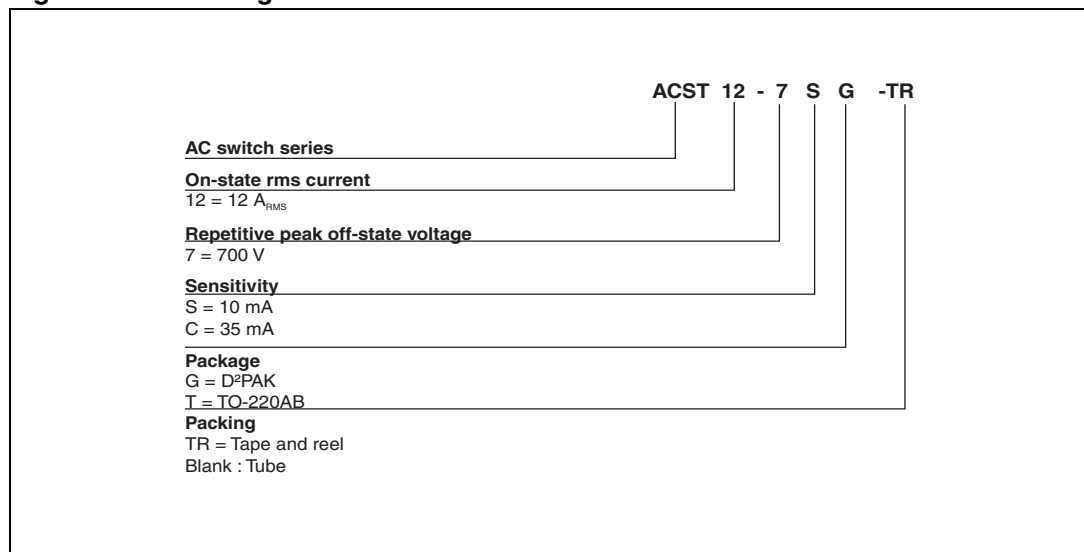 ACST 12 - 7 S G -TR
AC switch series
On-state rms current
12 = 12 ARMS
Repetitive peak off-state voltage
7 = 700 V
Sensitivity
S = 10 mA
C = 35 mA
Package
G = D²PAK
T = TO-220AB
Packing
TR = Tape and reel
Blank : Tube